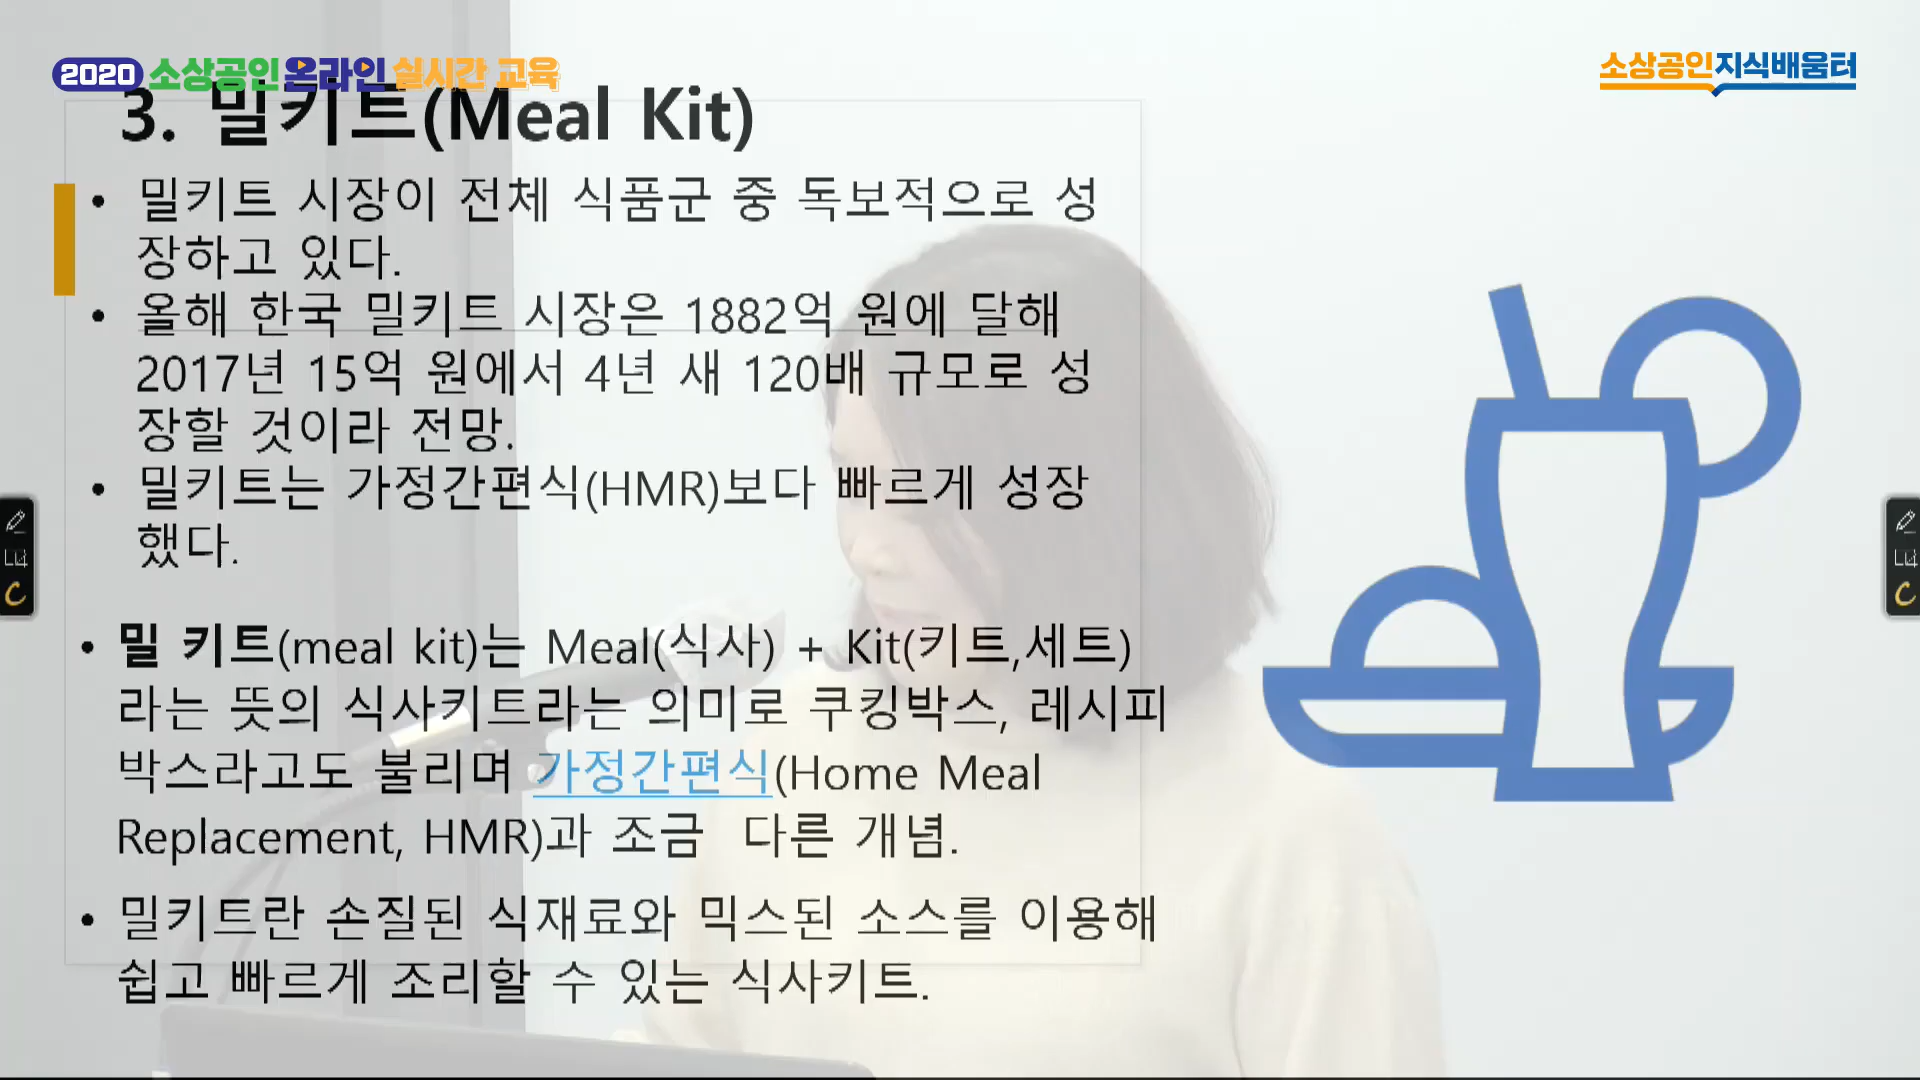 2020 소상공인 온라인 실시간 교육
소상공인지식배움터
3. 밀키트(Meal Kit)
• 밀키트 시장이 전체 식품군 중 독보적으로 성
장하고 있다.
• 올해 한국 밀키트 시장은 1882억 원에 달해
2017년 15억 원에서 4년 새 120배 규모로 성
장할 것이라 전망.
• 밀키트는 가정간편식(HMR)보다 빠르게 성장
했다.
• 밀 키트(meal kit)는 Meal(식사) + Kit(키트,세트)
라는 뜻의 식사키트라는 의미로 쿠킹박스, 레시피
박스라고도 불리며 가정간편식(Home Meal
Replacement, HMR)과 조금 다른 개념.
• 밀키트란 손질된 식재료와 믹스된 소스를 이용해
쉽고 빠르게 조리할 수 있는 식사키트.